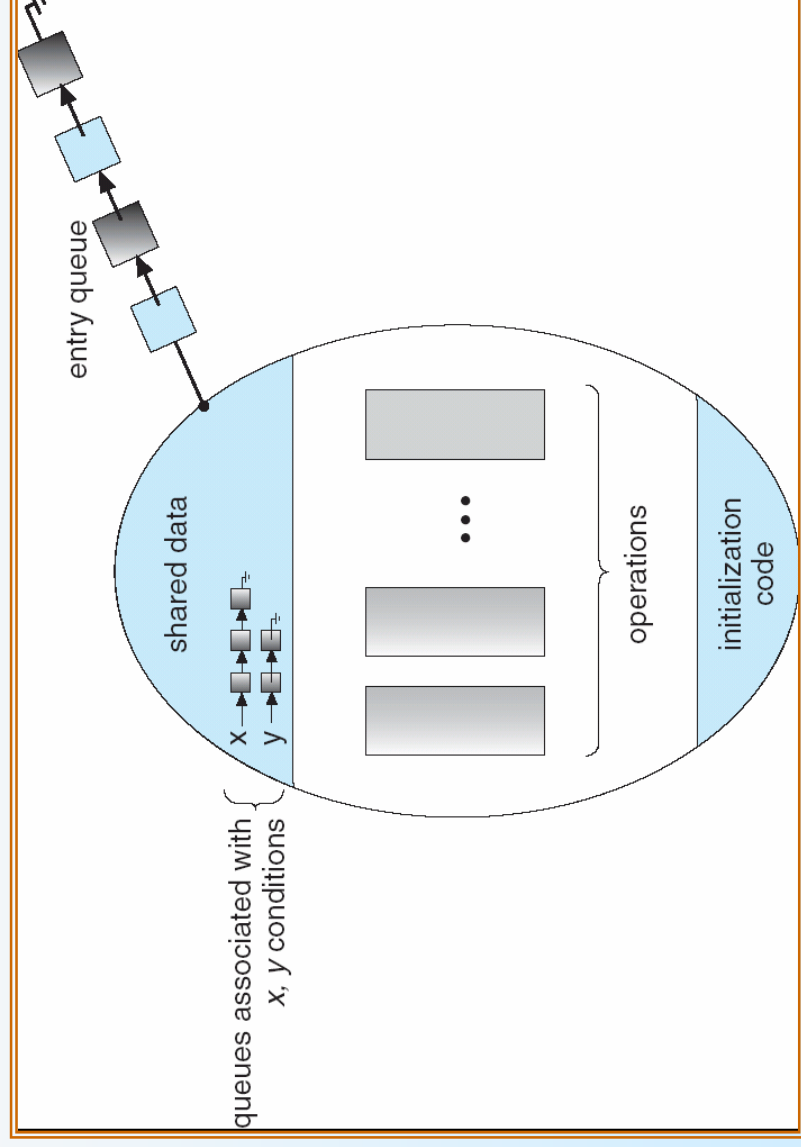 entry queue
shared data
x
y
queues associated with
x, y conditions
operations
initialization
code